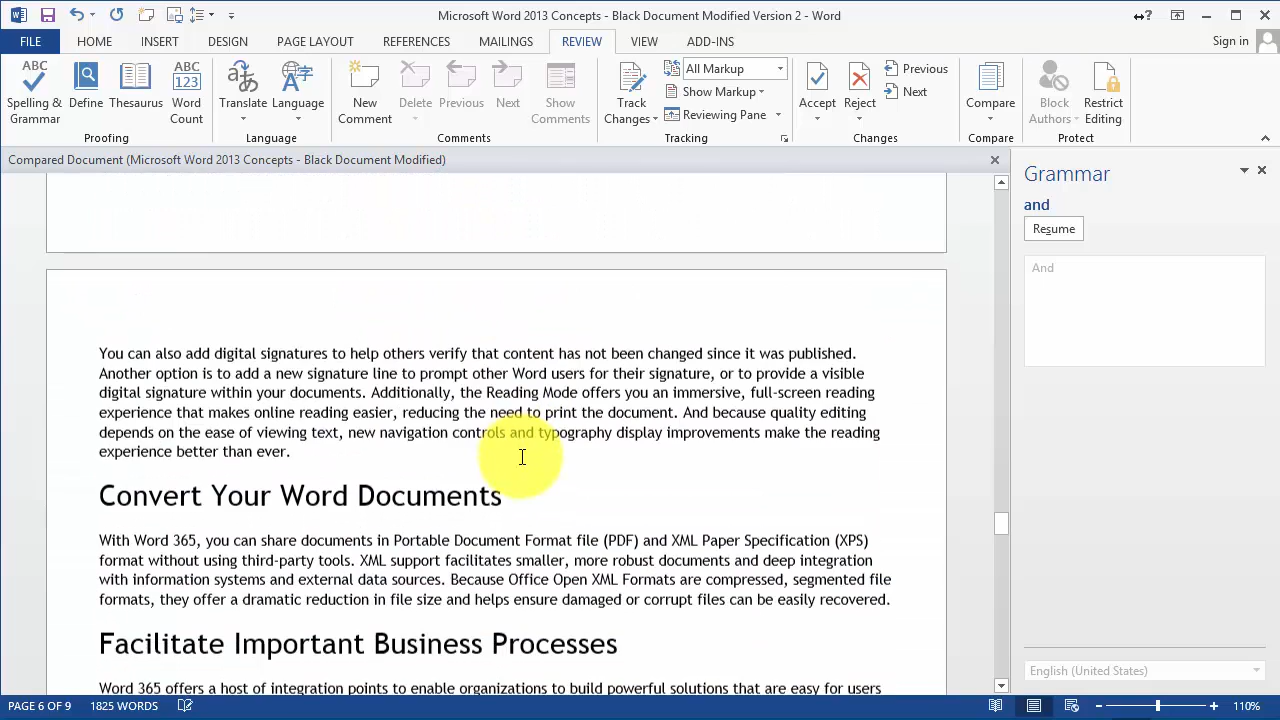 Microsoft Word 2013 Concepts - Black Document Modified Version 2 - Word
FILE HOME INSERT DESIGN PAGE LAYOUT REFERENCES MAILINGS REVIEW VIEW ADD-INS Sign in
ABC Spelling & Grammar
Define
Thesaurus
ABC 123 Word Count
Translate
Language
New Comment
Delete
Previous
Next
Show Comments
Track Changes
All Markup
Show Markup
Reviewing Pane
Accept
Reject
Previous
Next
Compare
Block Authors
Restrict Editing
Proofing Language Comments Tracking Changes Compare Protect
Compared Document (Microsoft Word 2013 Concepts - Black Document Modified)
You can also add digital signatures to help others verify that content has not been changed since it was published.
Another option is to add a new signature line to prompt other Word users for their signature, or to provide a visible
digital signature within your documents. Additionally, the Reading Mode offers you an immersive, full-screen reading
experience that makes online reading easier, reducing the need to print the document. And because quality editing
depends on the ease of viewing text, new navigation controls and typography display improvements make the reading
experience better than ever.
Convert Your Word Documents
With Word 365, you can share documents in Portable Document Format file (PDF) and XML Paper Specification (XPS)
format without using third-party tools. XML support facilitates smaller, more robust documents and deep integration
with information systems and external data sources. Because Office Open XML Formats are compressed, segmented file
formats, they offer a dramatic reduction in file size and helps ensure damaged or corrupt files can be easily recovered.
Facilitate Important Business Processes
Word 365 offers a host of integration points to enable organizations to build powerful solutions that are easy for users
Grammar
and
Resume
And
English (United States)
PAGE 6 OF 9 1825 WORDS 110%